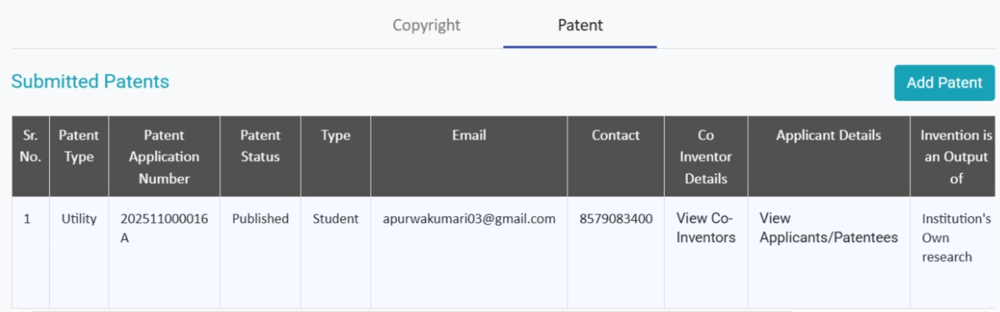 Copyright Patent
Submitted Patents
Add Patent
Sr. No. Patent Type Patent Application Number Patent Status Type Email Contact Co Inventor Details Applicant Details Invention is an Output of
1 Utility 202511000016 A Published Student apurwakumari03@gmail.com 8579083400 View Co-Inventors View Applicants/Patentees Institution's Own research